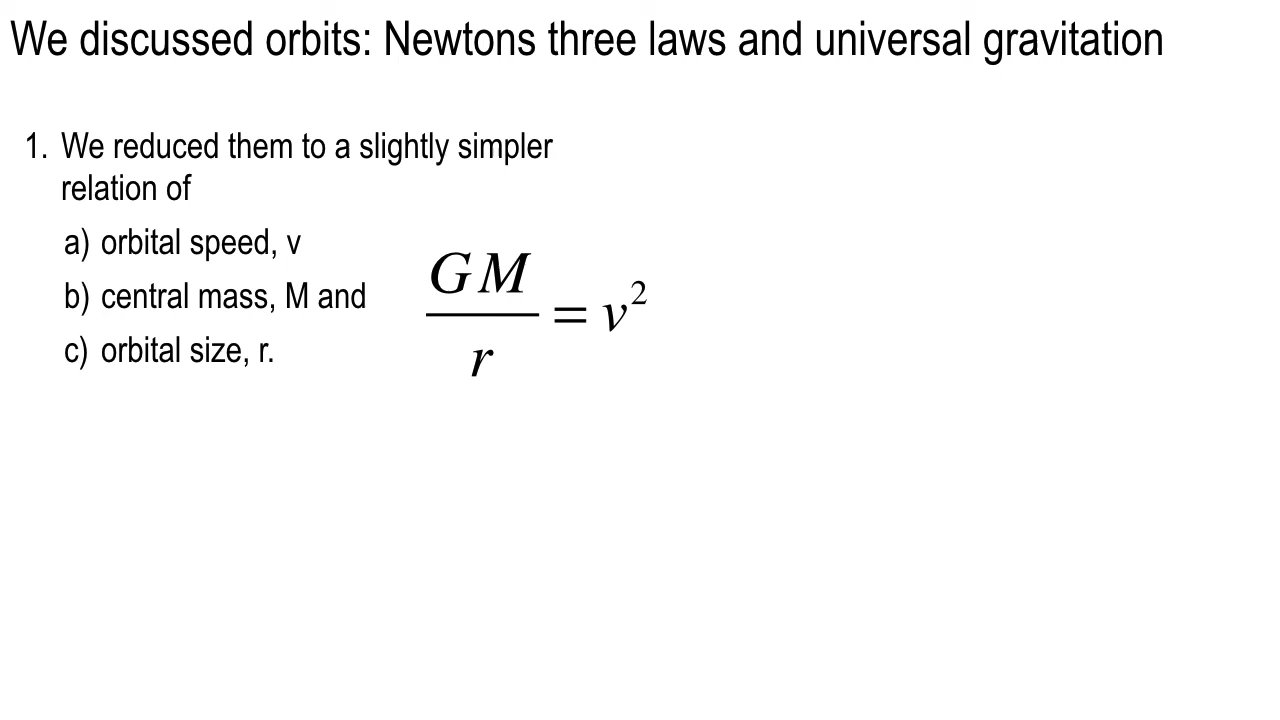 We discussed orbits: Newtons three laws and universal gravitation
1. We reduced them to a slightly simpler
relation of
a) orbital speed, v
b) central mass, M and
c) orbital size, r.
GM
r
= v²